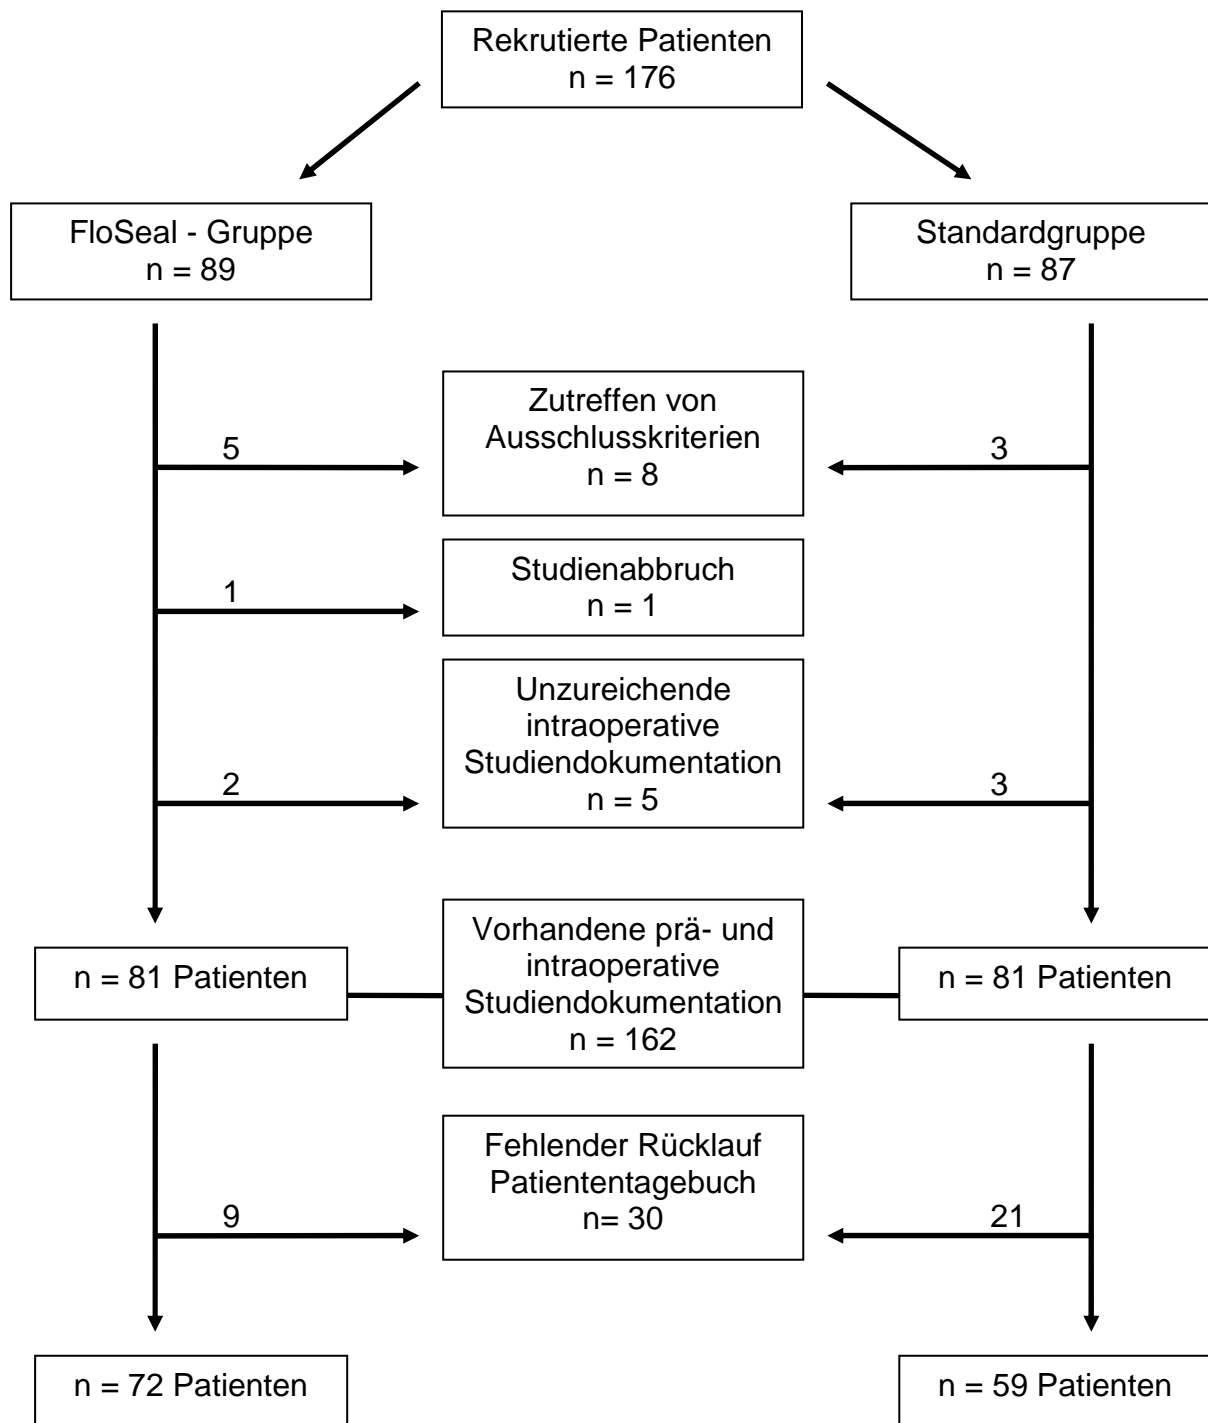 Rekrutierte Patienten
n = 176
FloSeal - Gruppe
n = 89
Standardgruppe
n = 87
Zutreffen von
Ausschlusskriterien
n = 8
5
3
Studienabbruch
n = 1
1
Unzureichende
intraoperative
Studiendokumentation
n = 5
2
3
n = 81 Patienten
Vorhandene prä- und
intraoperative
Studiendokumentation
n = 162
n = 81 Patienten
Fehlender Rücklauf
Patiententagebuch
n= 30
9
21
n = 72 Patienten
n = 59 Patienten